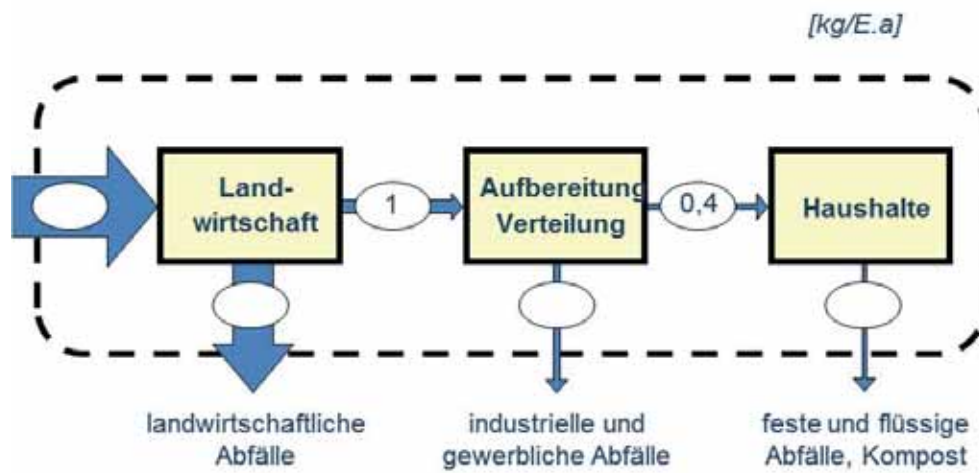 [kg/E.a]
Land-
wirtschaft
1
Aufbereitung
Verteilung
0,4
Haushalte
landwirtschaftliche
Abfälle
industrielle und
gewerbliche Abfälle
feste und flüssige
Abfälle, Kompost